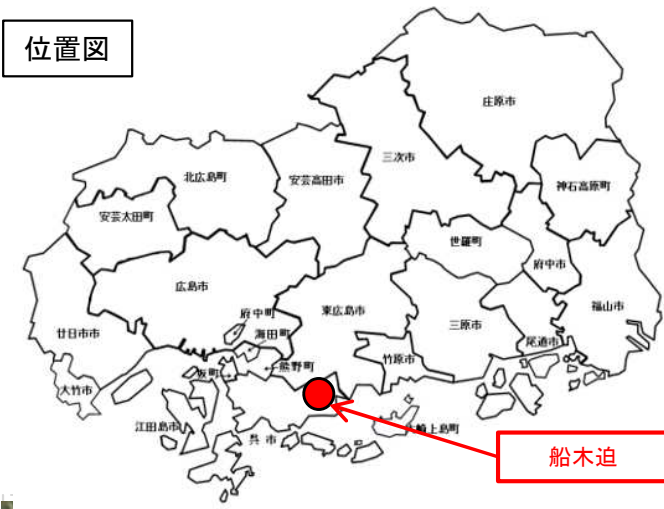 位置図
庄原市
三次市
北広島町
安芸高田市
神石高原町
安芸太田町
世羅町
府中市
広島市
東広島市
三原市
福山市
府中町
海田町
廿日市市
尾道市
竹原市
熊野町
坂町
大竹市
江田島市
呉市
大崎上島町
船木迫